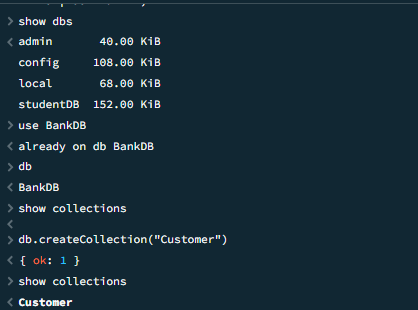 > show dbs
< admin      40.00 KiB
config    108.00 KiB
local      68.00 KiB
studentDB 152.00 KiB
> use BankDB
< already on db BankDB
> db
< BankDB
> show collections
<
> db.createCollection("Customer")
< { ok: 1 }
> show collections
< Customer